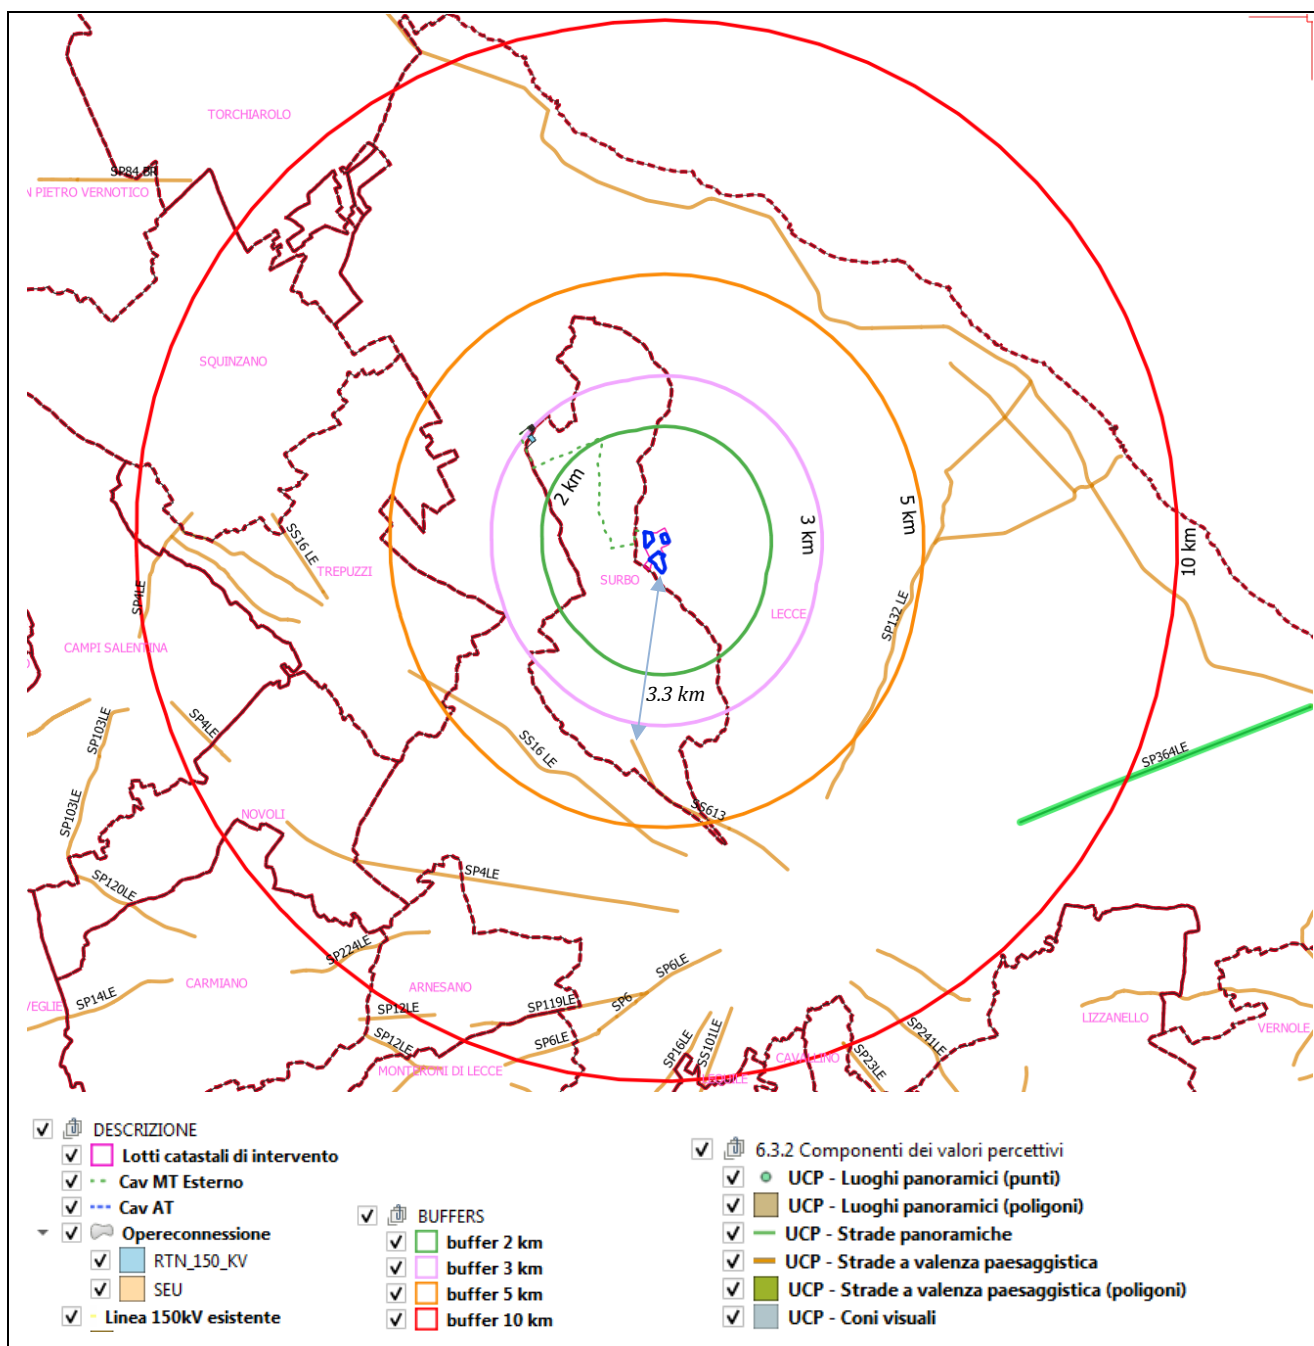 TORCHIAROLO
SP84 BR
N PIETRO VERNOTICO
SQUINZANO
2 km
5 km
3 km
10 km
SS16 LE
TREPUZZI
SURBO
SP4LE
LECCE
SP132 LE
CAMPI SALENTINA
3.3 km
SP103LE
SP4LE
SS16 LE
SP364LE
SP103LE
NOVOLI
SS613
SP4LE
SP120LE
SP224LE
SP6LE
CARMIANO
ARNESANO
VEGLIE
SP14LE
SP12LE
SP119LE
SP6
LIZZANELLO
VERNOLE
SP12LE
SP6LE
SP16LE
SS101LE
SP241LE
CAVALLINO
SP23LE
MONTERONI DI LECCE
LEQUILE
DESCRIZIONE
Lotti catastali di intervento
Cav MT Esterno
Cav AT
Opereconnessione
RTN_150_KV
SEU
Linea 150kV esistente
BUFFERS
buffer 2 km
buffer 3 km
buffer 5 km
buffer 10 km
6.3.2 Componenti dei valori percettivi
UCP - Luoghi panoramici (punti)
UCP - Luoghi panoramici (poligoni)
UCP - Strade panoramiche
UCP - Strade a valenza paesaggistica
UCP - Strade a valenza paesaggistica (poligoni)
UCP - Coni visuali